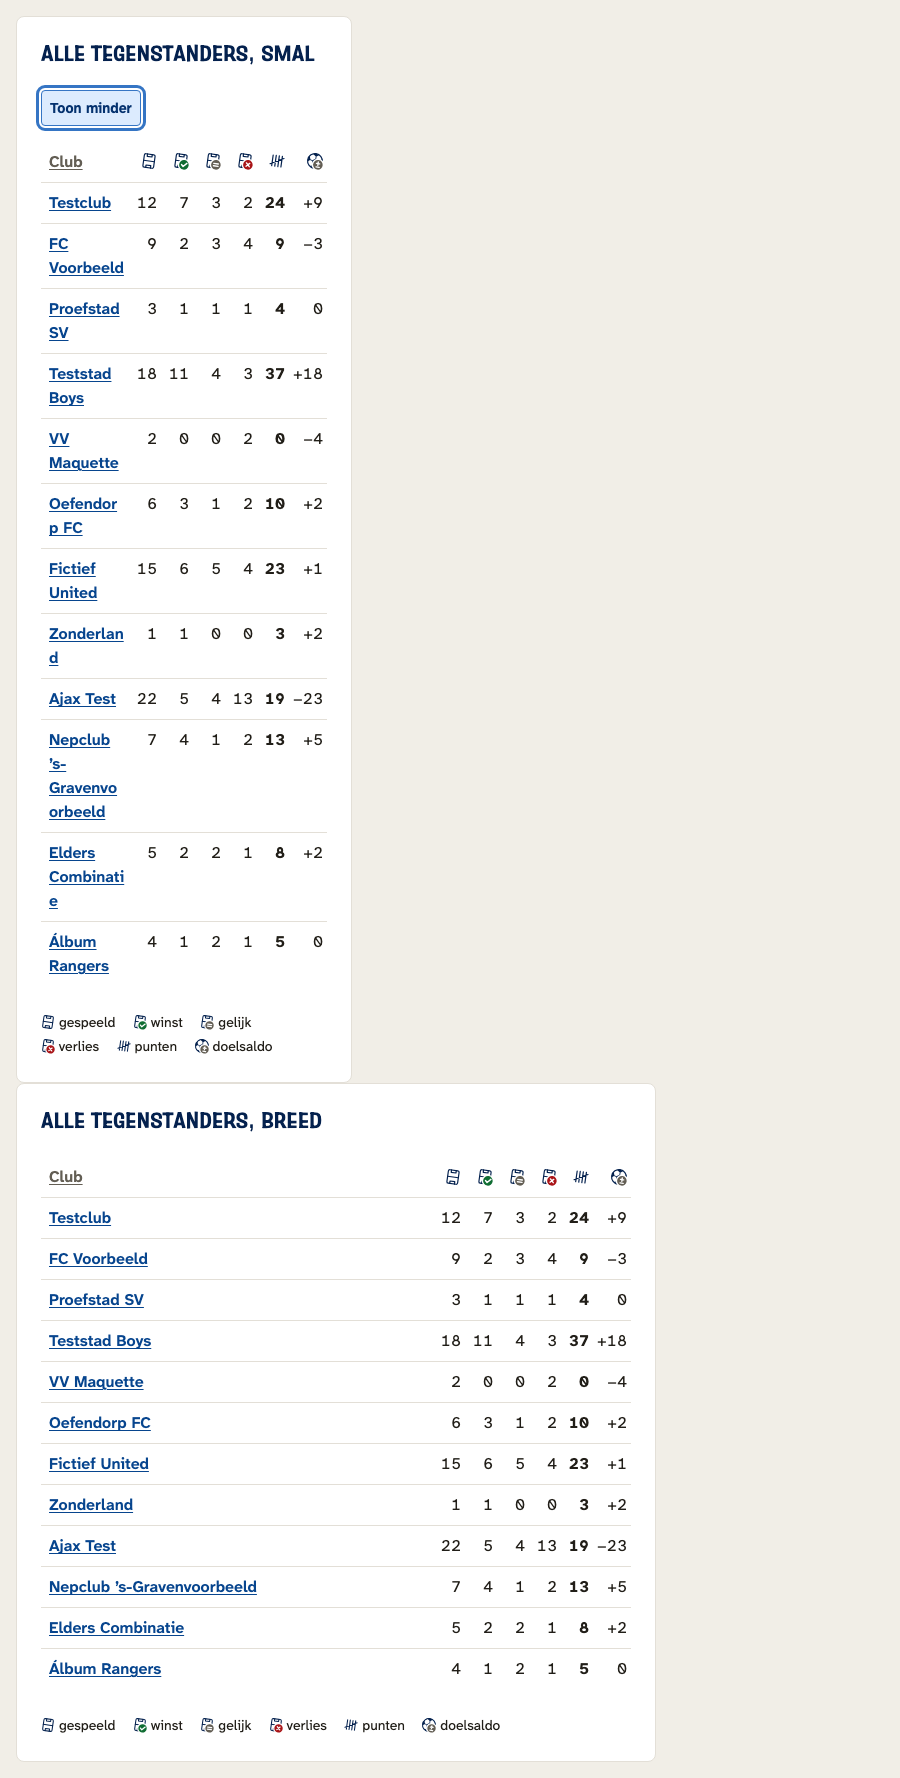 ALLE TEGENSTANDERS, SMAL
Toon minder
Club
Testclub 12 7 3 2 24 +9
FC 9 2 3 4 9 −3
Voorbeeld
Proefstad 3 1 1 1 4 0
SV
Teststad 18 11 4 3 37 +18
Boys
VV 2 0 0 2 0 −4
Maquette
Oefendor 6 3 1 2 10 +2
p FC
Fictief 15 6 5 4 23 +1
United
Zonderlan 1 1 0 0 3 +2
d
Ajax Test 22 5 4 13 19 −23
Nepclub 7 4 1 2 13 +5
’s-
Gravenvo
orbeeld
Elders 5 2 2 1 8 +2
Combinati
e
Álbum 4 1 2 1 5 0
Rangers
gespeeld winst gelijk
verlies punten doelsaldo
ALLE TEGENSTANDERS, BREED
Club
Testclub 12 7 3 2 24 +9
FC Voorbeeld 9 2 3 4 9 −3
Proefstad SV 3 1 1 1 4 0
Teststad Boys 18 11 4 3 37 +18
VV Maquette 2 0 0 2 0 −4
Oefendorp FC 6 3 1 2 10 +2
Fictief United 15 6 5 4 23 +1
Zonderland 1 1 0 0 3 +2
Ajax Test 22 5 4 13 19 −23
Nepclub ’s-Gravenvoorbeeld 7 4 1 2 13 +5
Elders Combinatie 5 2 2 1 8 +2
Álbum Rangers 4 1 2 1 5 0
gespeeld winst gelijk verlies punten doelsaldo